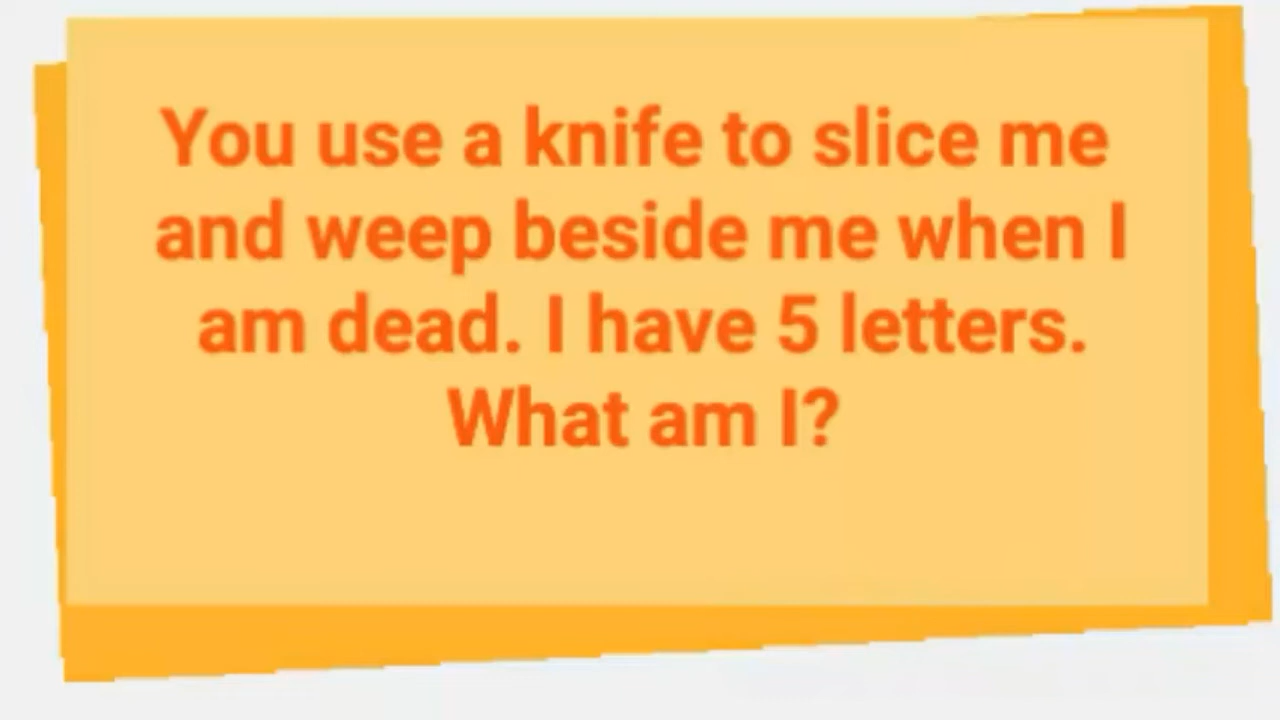 You use a knife to slice me
and weep beside me when I
am dead. I have 5 letters.
What am I?